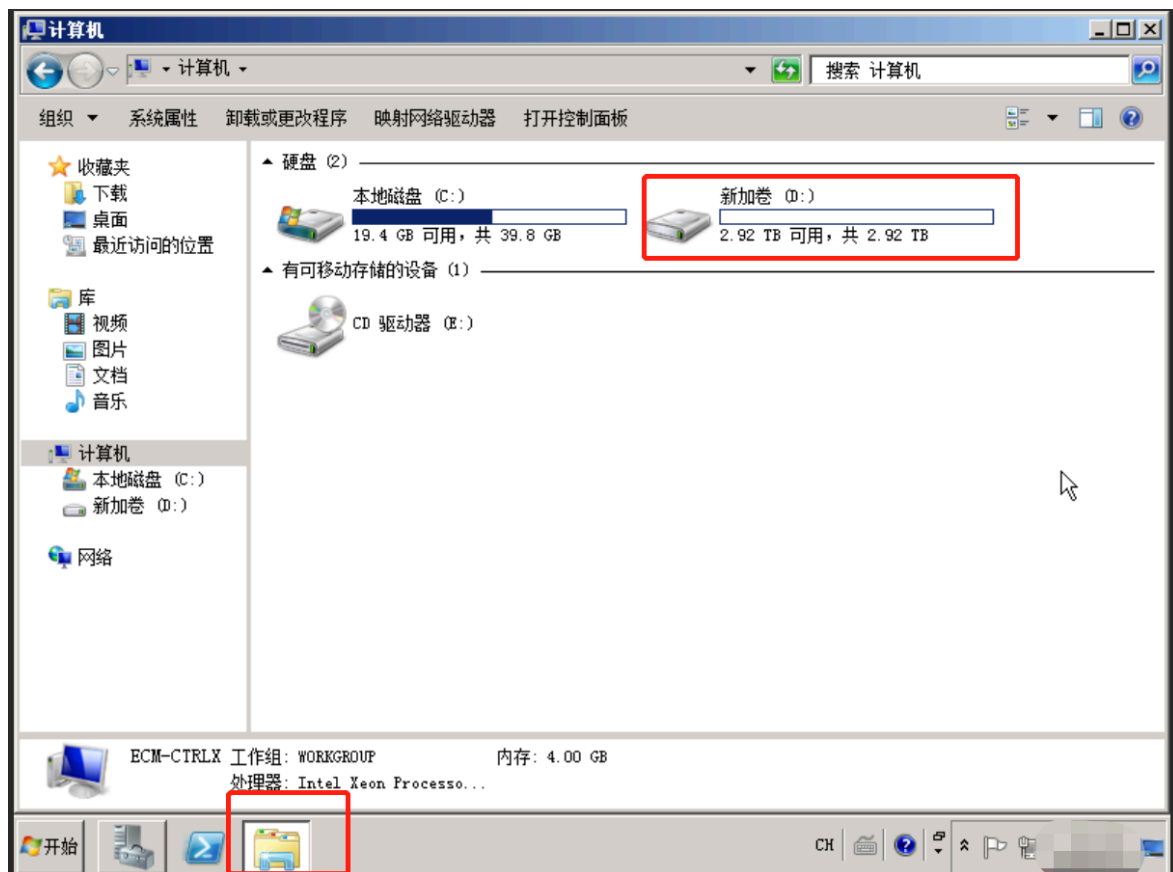 计算机
计算机
搜索 计算机
组织 系统属性 卸载或更改程序 映射网络驱动器 打开控制面板
收藏夹
下载
桌面
最近访问的位置
库
视频
图片
文档
音乐
计算机
本地磁盘 (C:)
新加卷 (D:)
网络
硬盘 (2)
本地磁盘 (C:)
19.4 GB 可用，共 39.8 GB
新加卷 (D:)
2.92 TB 可用，共 2.92 TB
有可移动存储的设备 (1)
CD 驱动器 (E:)
ECM-CTRLX 工作组: WORKGROUP 内存: 4.00 GB
处理器: Intel Xeon Processo...
开始 CH